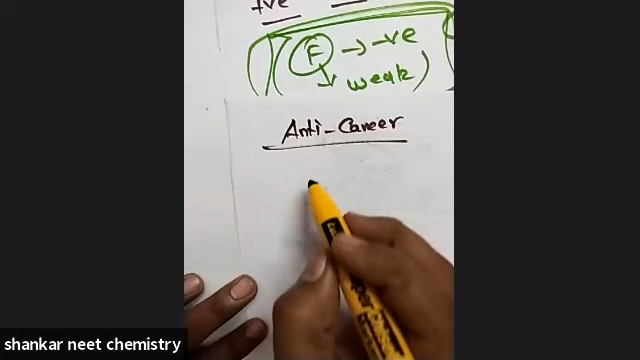 +ve
F → -ve
↓ weak
Anti-Career
shankar neet chemistry